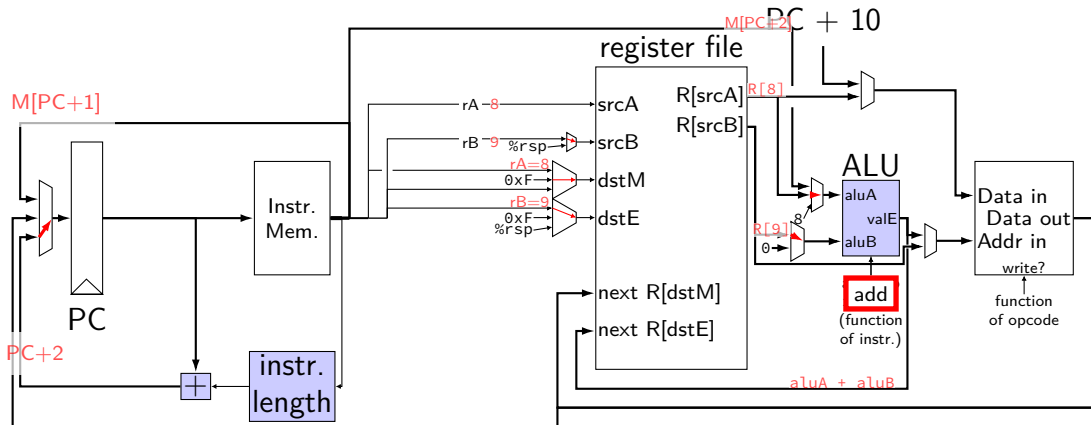 M[PC+2]
PC + 10
register file
M[PC+1]
rA 8
srcA
R[srcA]
R[8]
R[srcB]
rB 9
%rsp
srcB
rA=8
0xF
dstM
rB=9
0xF
%rsp
dstE
ALU
aluA
valE
aluB
8
R[9]
0
Instr.
Mem.
Data in
Data out
Addr in
write?
function
of opcode
add
(function
of instr.)
next R[dstM]
next R[dstE]
PC
PC+2
+
instr.
length
aluA + aluB